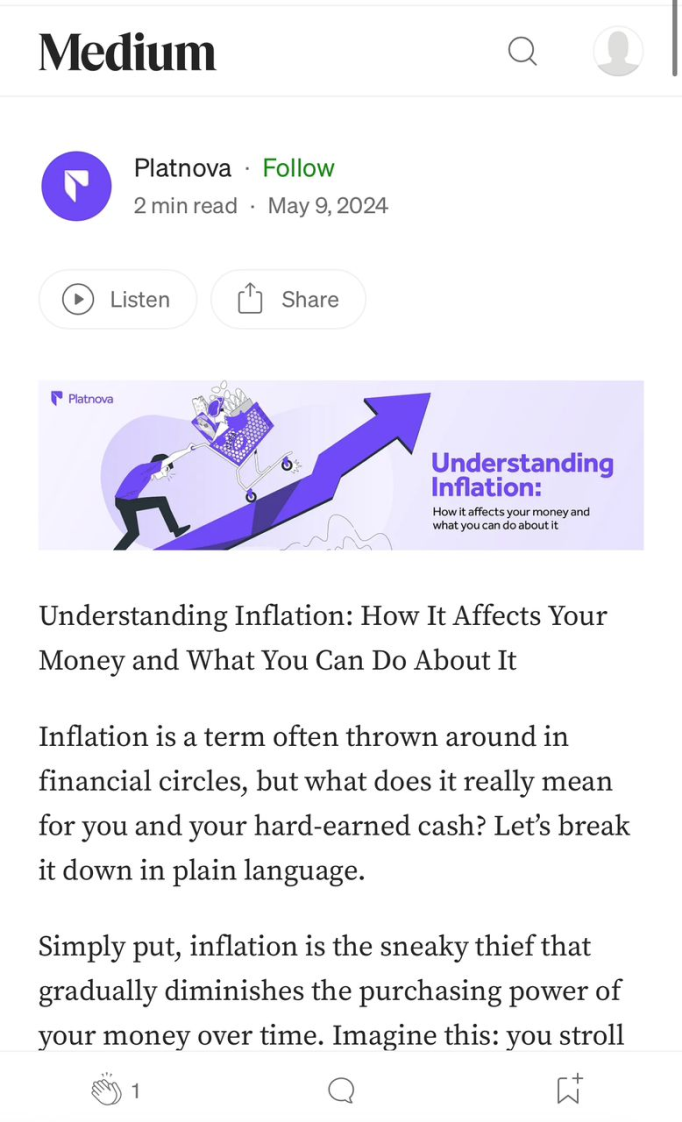 Medium
Platnova · Follow
2 min read · May 9, 2024
Listen
Share
Platnova
Understanding
Inflation:
How it affects your money and
what you can do about it
Understanding Inflation: How It Affects Your
Money and What You Can Do About It
Inflation is a term often thrown around in
financial circles, but what does it really mean
for you and your hard-earned cash? Let’s break
it down in plain language.
Simply put, inflation is the sneaky thief that
gradually diminishes the purchasing power of
your money over time. Imagine this: you stroll
1